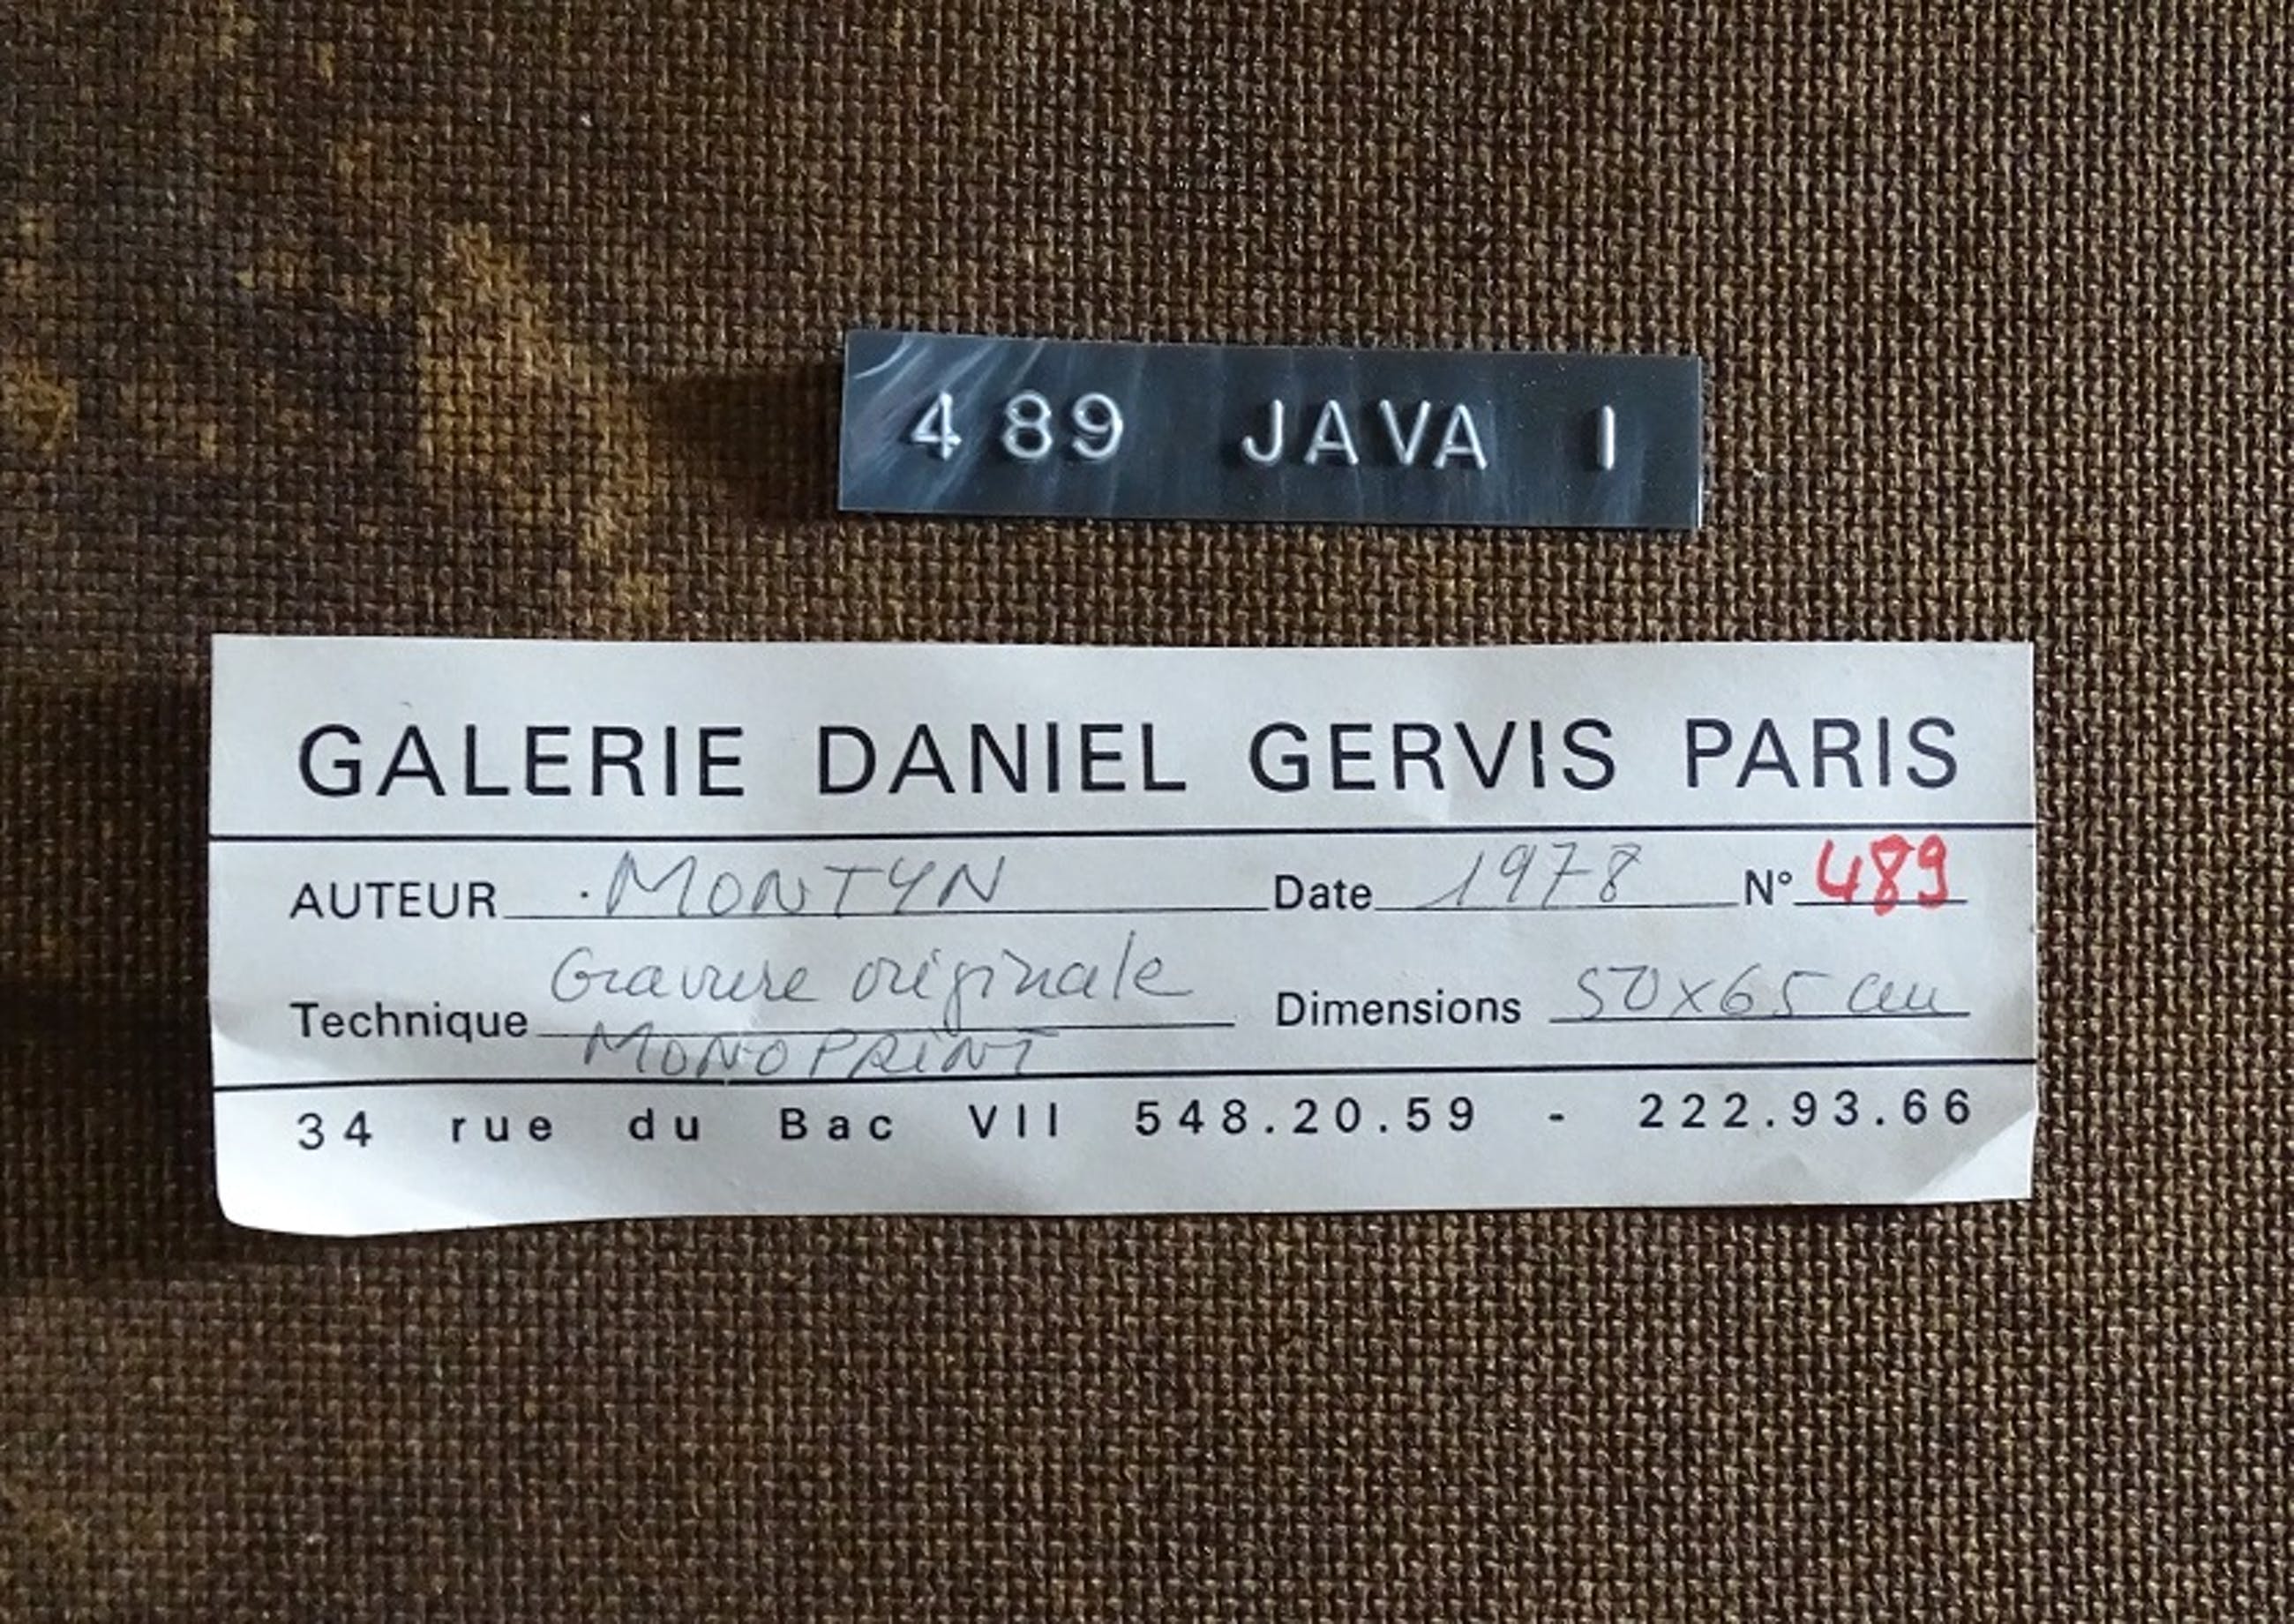 489 JAVA I
GALERIE DANIEL GERVIS PARIS
AUTEUR MONTYN Date 1978 N° 489
Technique Gravure originale Dimensions 50x65 cm
MONOPRINT
34 rue du Bac VII 548.20.59 - 222.93.66